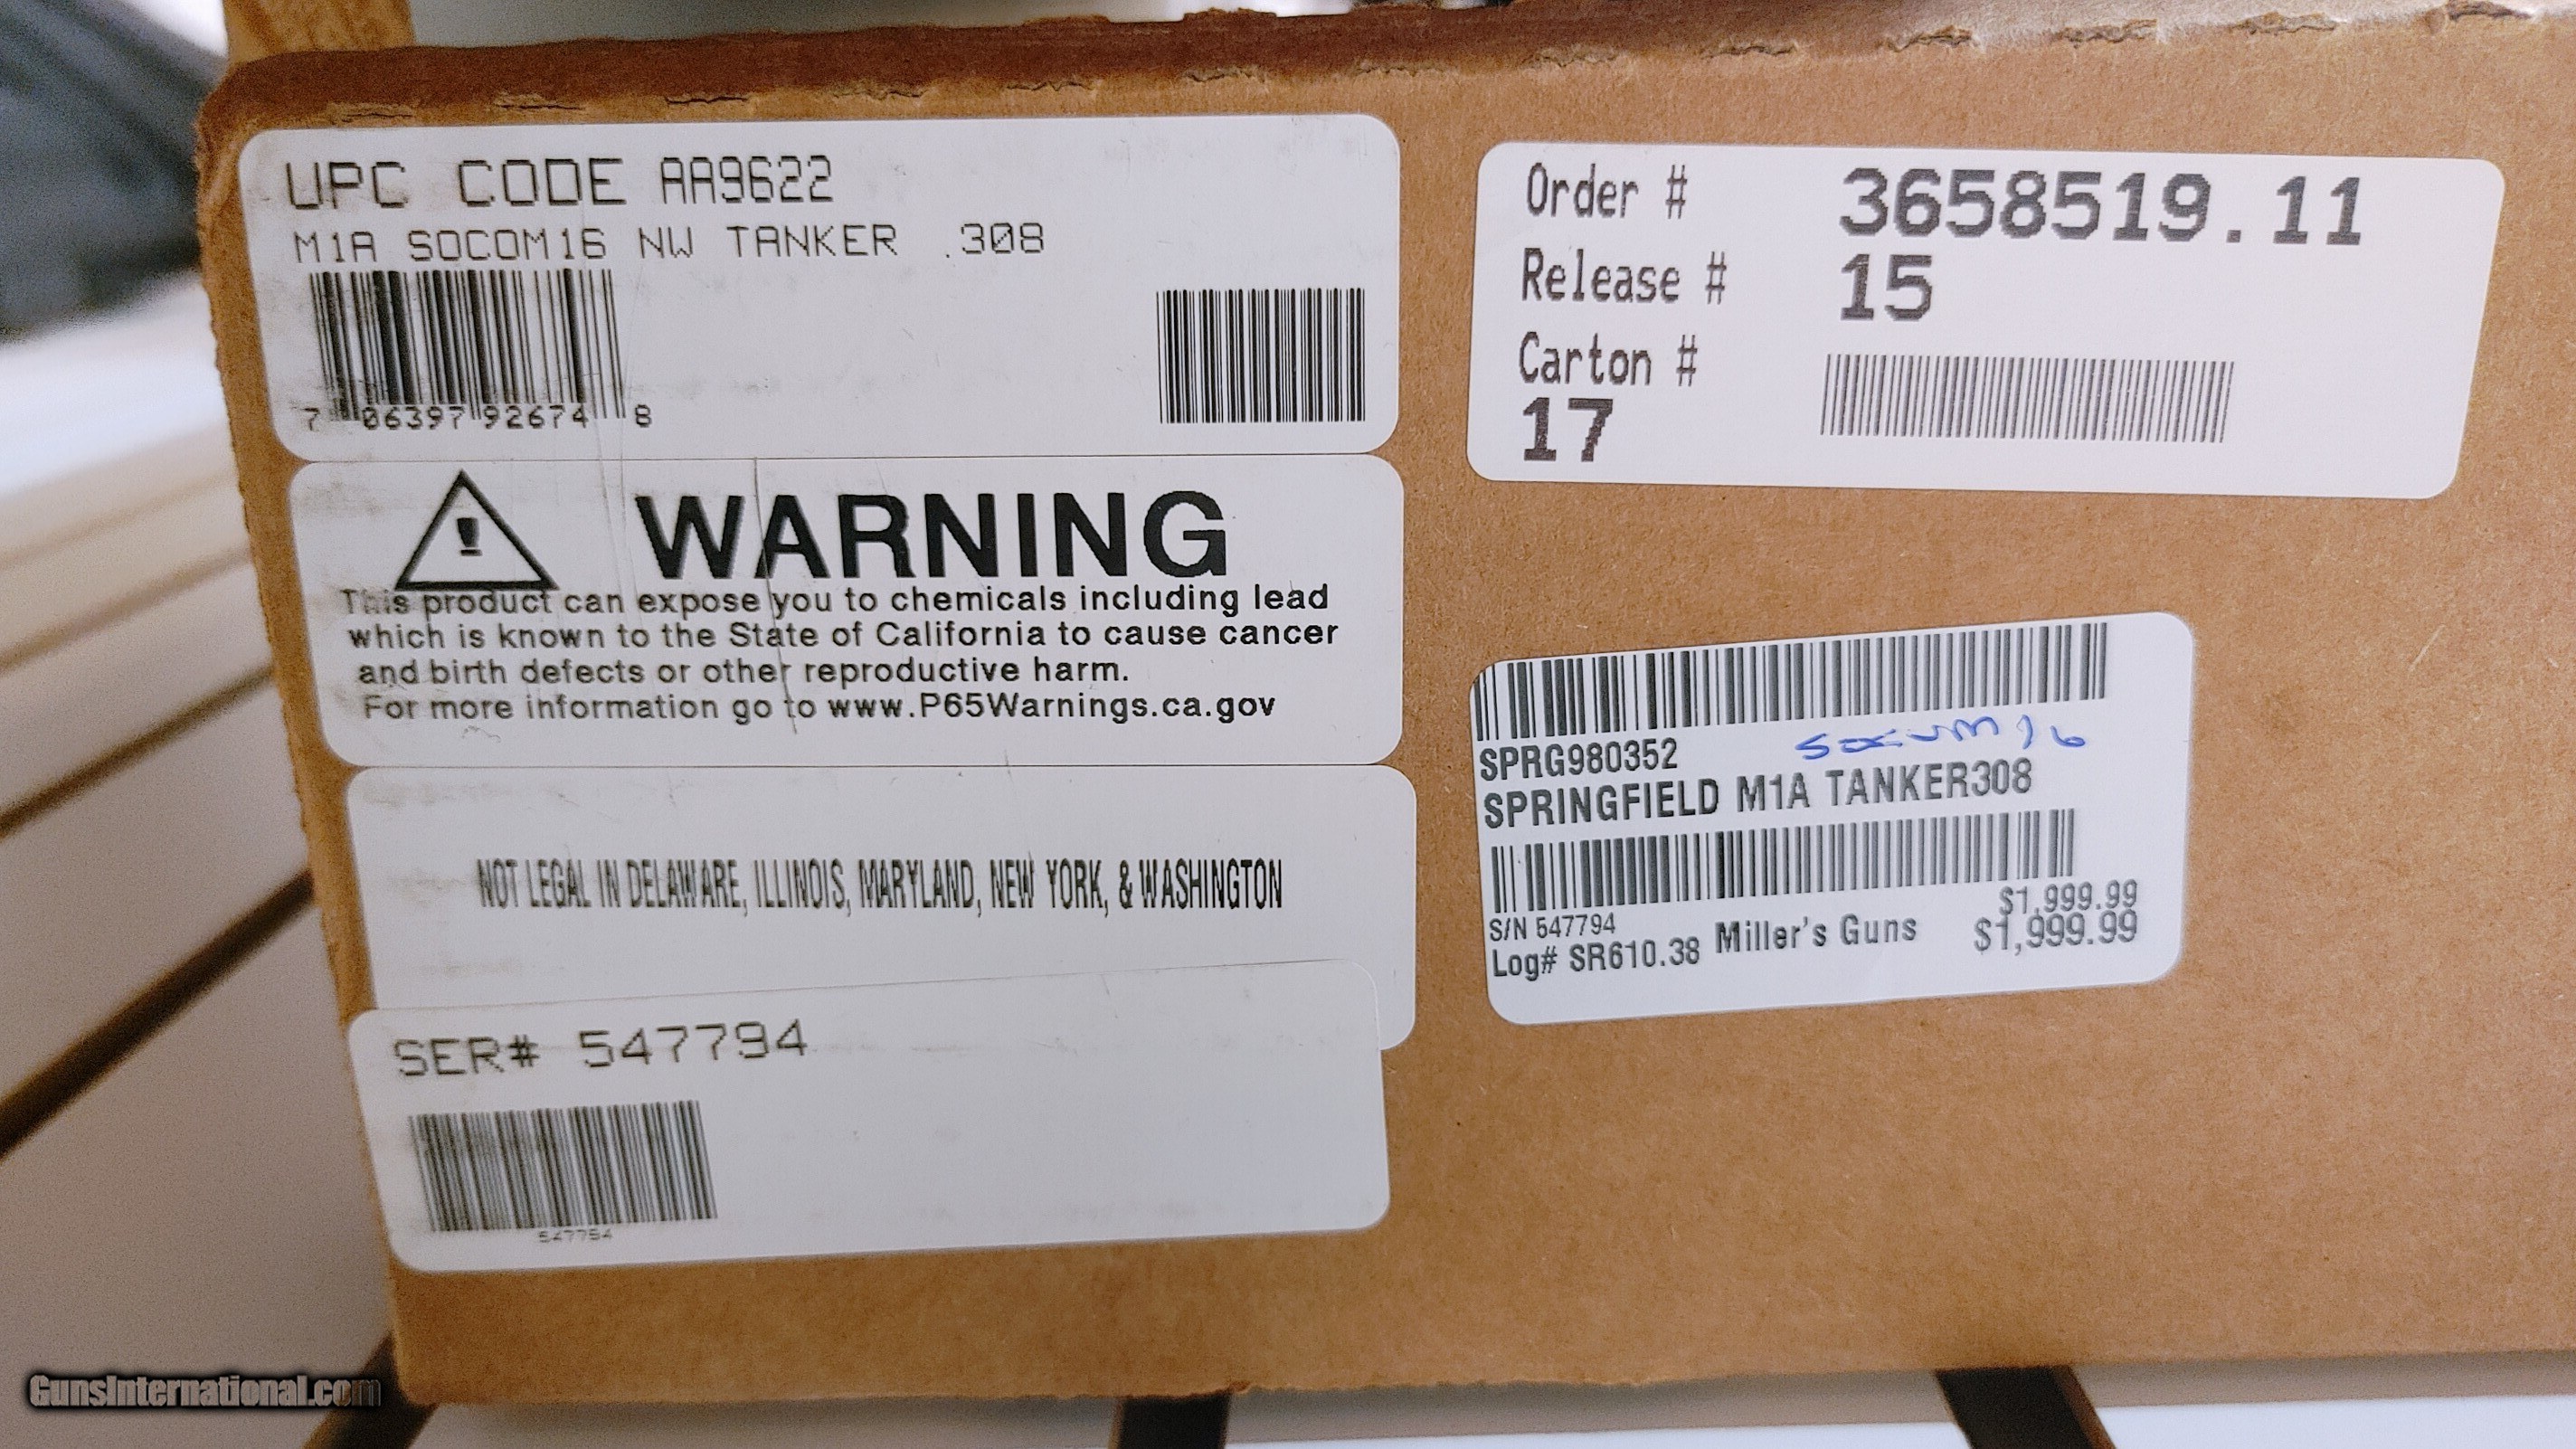 UPC CODE AA9622
M1A SOCOM16 NW TANKER .308
7 06397 92674 8
WARNING
This product can expose you to chemicals including lead
which is known to the State of California to cause cancer
and birth defects or other reproductive harm.
For more information go to www.P65Warnings.ca.gov
NOT LEGAL IN DELAWARE, ILLINOIS, MARYLAND, NEW YORK, & WASHINGTON
SER# 547794
547794
Order # 3658519.11
Release # 15
Carton #
17
SPRG980352 SOCUM16
SPRINGFIELD M1A TANKER308
$1,999.99
S/N 547794
Log# SR610.38 Miller's Guns $1,999.99
GunsInternational.com